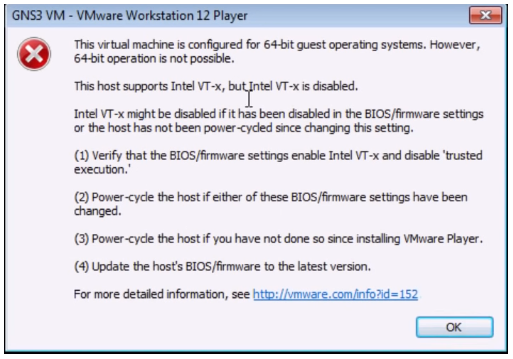 GNS3 VM - VMware Workstation 12 Player
This virtual machine is configured for 64-bit guest operating systems. However,
64-bit operation is not possible.
This host supports Intel VT-x, but Intel VT-x is disabled.
Intel VT-x might be disabled if it has been disabled in the BIOS/firmware settings
or the host has not been power-cycled since changing this setting.
(1) Verify that the BIOS/firmware settings enable Intel VT-x and disable 'trusted
execution.'
(2) Power-cycle the host if either of these BIOS/firmware settings have been
changed.
(3) Power-cycle the host if you have not done so since installing VMware Player.
(4) Update the host's BIOS/firmware to the latest version.
For more detailed information, see http://vmware.com/info?id=152
OK